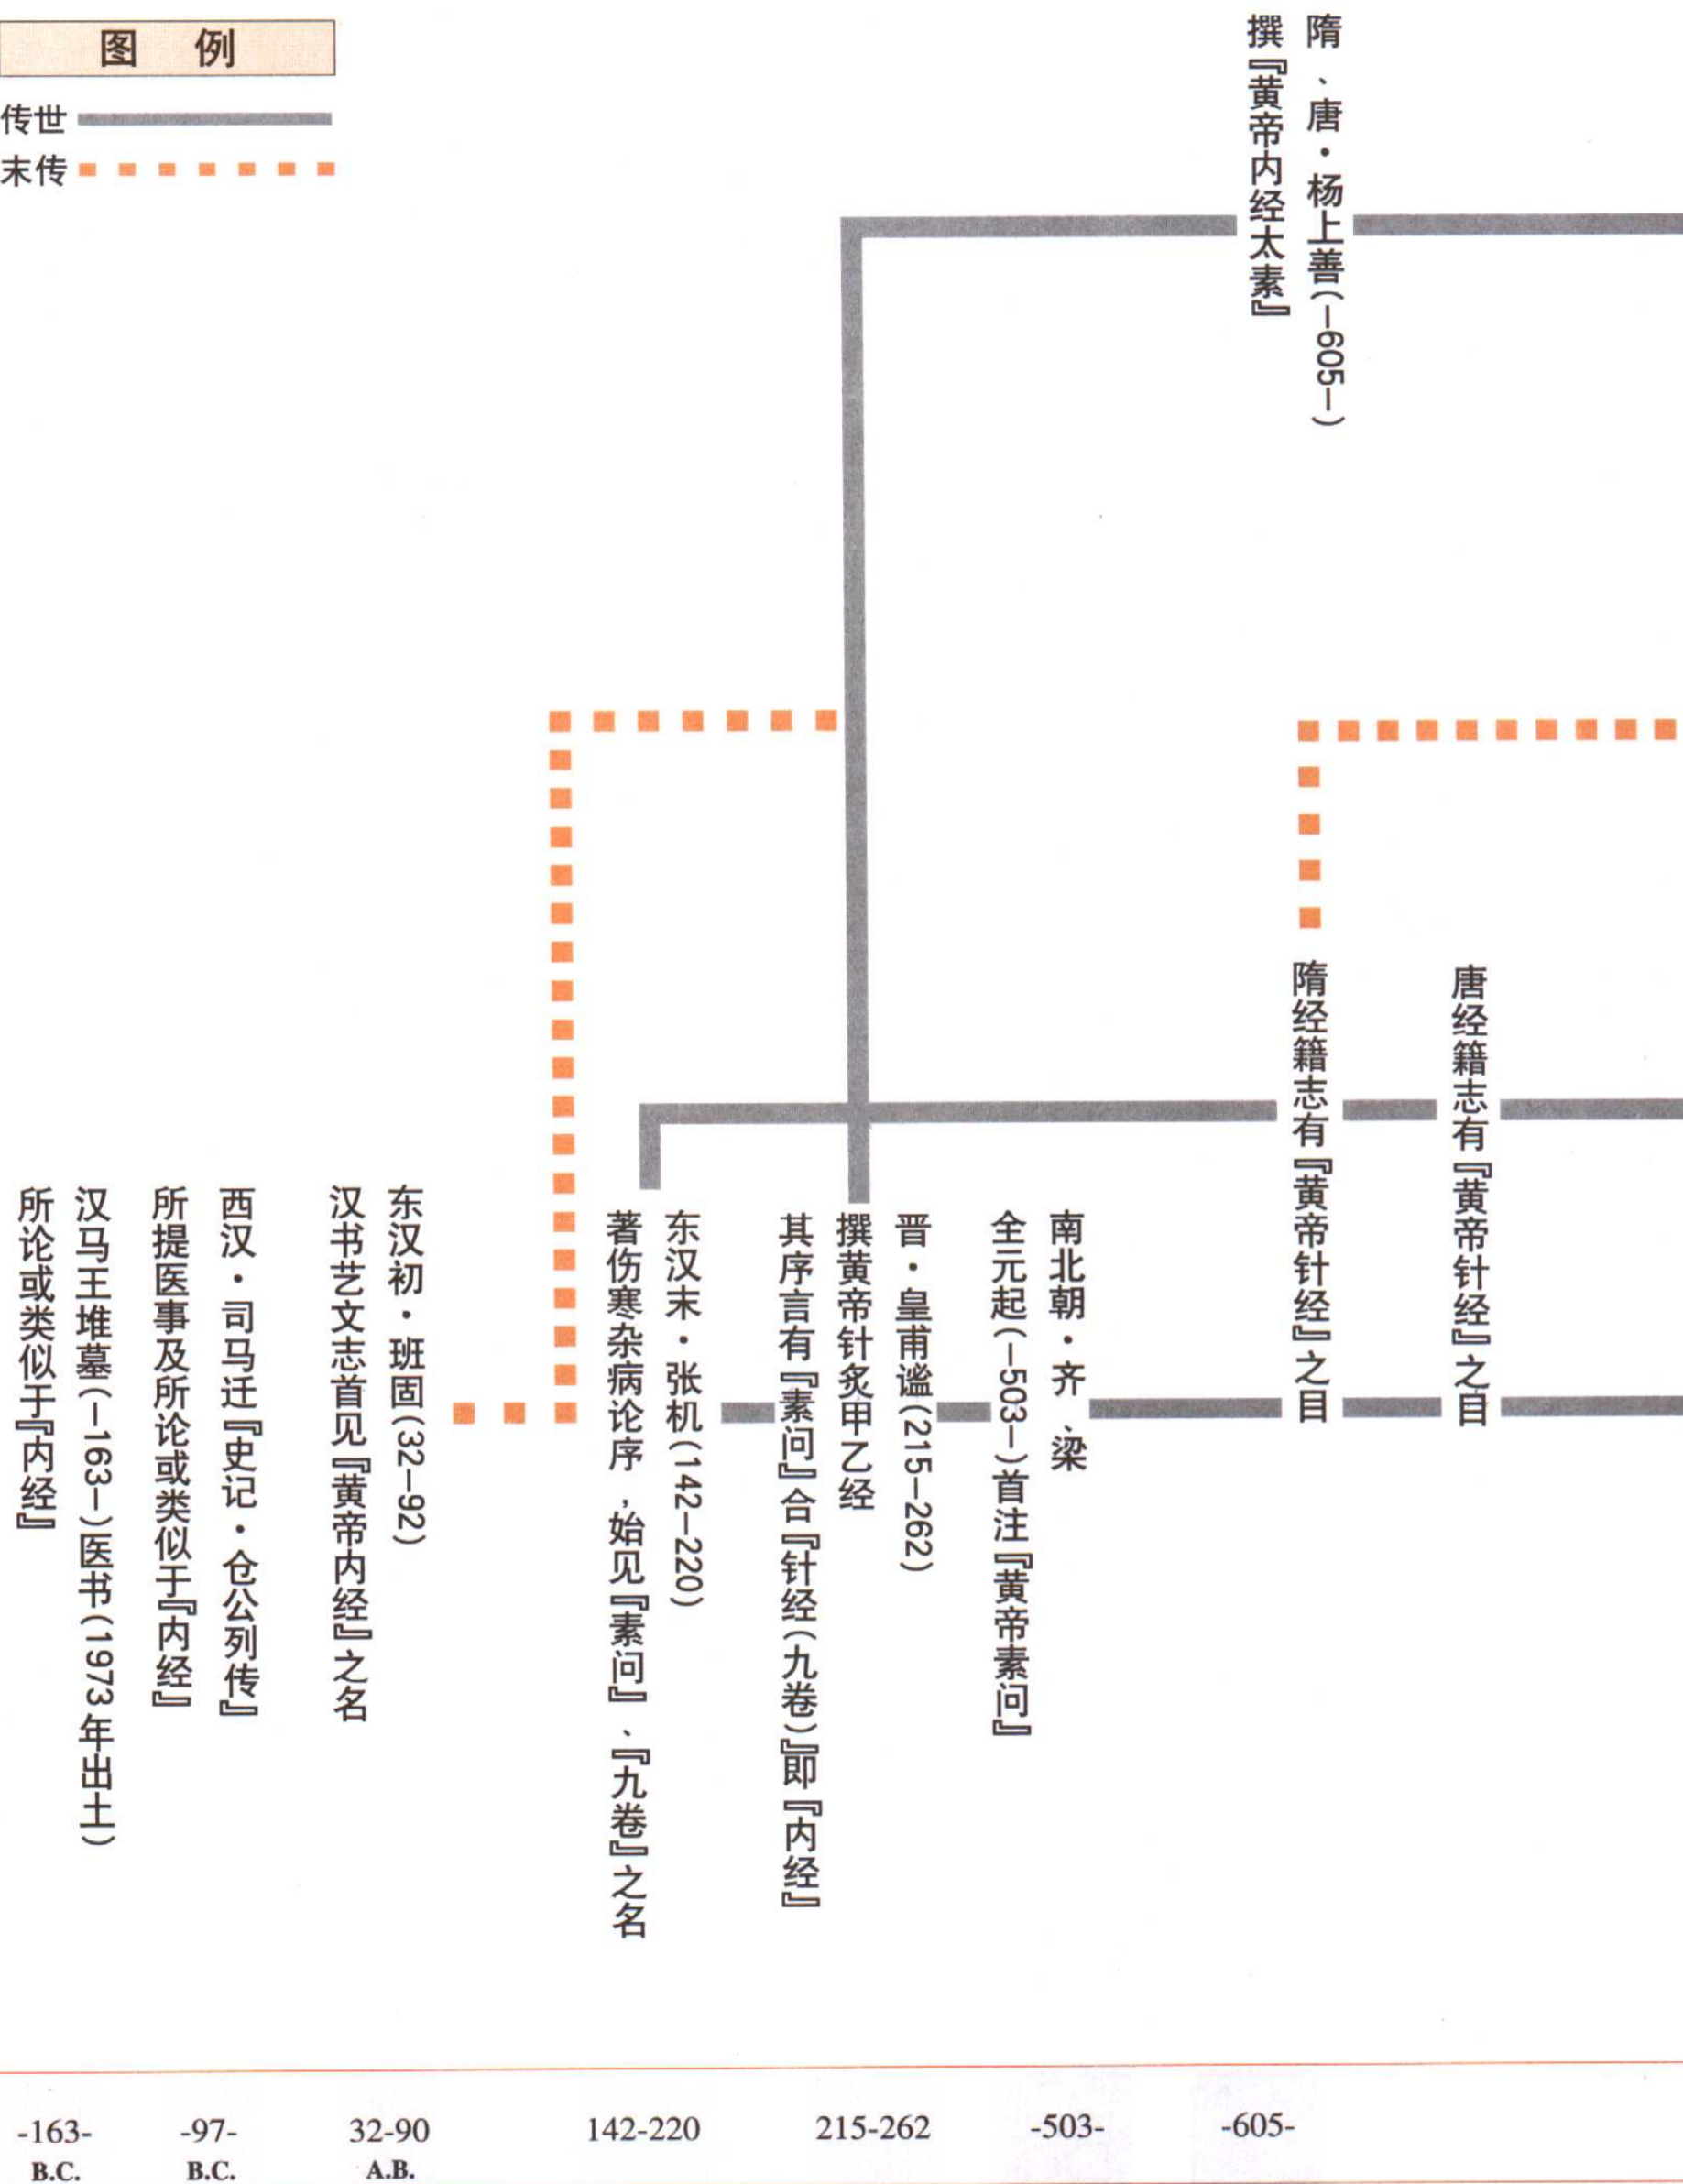 图 例
传世
末传
隋、唐·杨上善(—605—)
撰『黄帝内经太素』
唐经籍志有『黄帝针经』之目
隋经籍志有『黄帝针经』之目
南北朝·齐、梁
全元起(—503—)首注『黄帝素问』
晋·皇甫谧(215—262)
撰黄帝针炙甲乙经
其序言有『素问』合『针经(九卷)』即『内经』
东汉末·张机(142—220)
著伤寒杂病论序,始见『素问』、『九卷』之名
东汉初·班固(32—92)
汉书艺文志首见『黄帝内经』之名
西汉·司马迁『史记·仓公列传』
所提医事及所论或类似于『内经』
汉马王堆墓(—163—)医书(1973年出土)
所论或类似于『内经』
-163-
B.C.
-97-
B.C.
32-90
A.B.
142-220
215-262
-503-
-605-